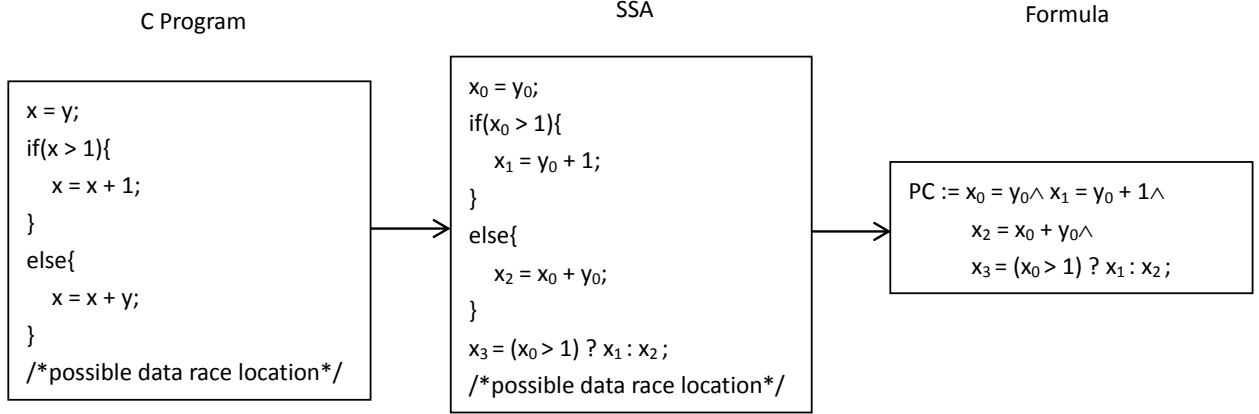 C Program
x = y;
if(x > 1){
x = x + 1;
}
else{
x = x + y;
}
/*possible data race location*/
SSA
x₀ = y₀;
if(x₀ > 1){
x₁ = y₀ + 1;
}
else{
x₂ = x₀ + y₀;
}
x₃ = (x₀ > 1) ? x₁ : x₂ ;
/*possible data race location*/
Formula
PC := x₀ = y₀∧ x₁ = y₀ + 1∧
x₂ = x₀ + y₀∧
x₃ = (x₀ > 1) ? x₁ : x₂ ;